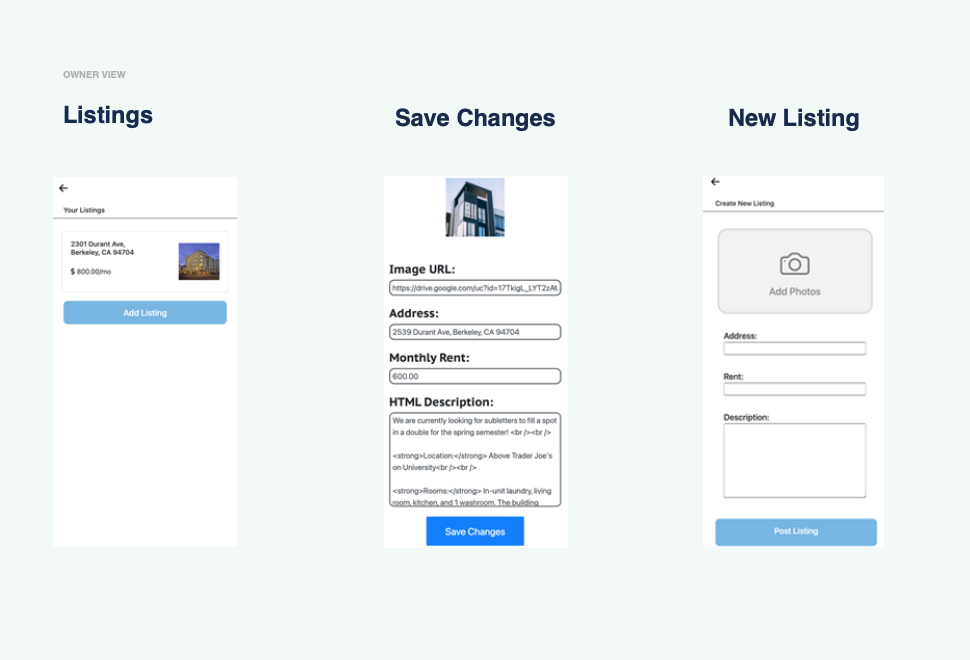 OWNER VIEW
Listings
Save Changes
New Listing
Your Listings
2301 Durant Ave,
Berkeley, CA 94704
$ 800.00/mo
Add Listing
Image URL:
https://drive.google.com/uc?id=17TkigL_LYT2zAt
Address:
2539 Durant Ave, Berkeley, CA 94704
Monthly Rent:
600.00
HTML Description:
We are currently looking for subletters to fill a spot
in a double for the spring semester! <br /><br />
<strong>Location:</strong> Above Trader Joe's
on University<br /><br />
<strong>Rooms:</strong> In-unit laundry, living
room, kitchen, and 1 washroom. The building
Save Changes
Create New Listing
Add Photos
Address:
Rent:
Description:
Post Listing